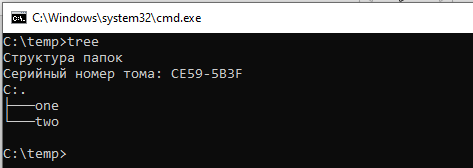 C:\Windows\system32\cmd.exe
C:\temp>tree
Структура папок
Серийный номер тома: CE59-5B3F
C:.
├───one
└───two
C:\temp>